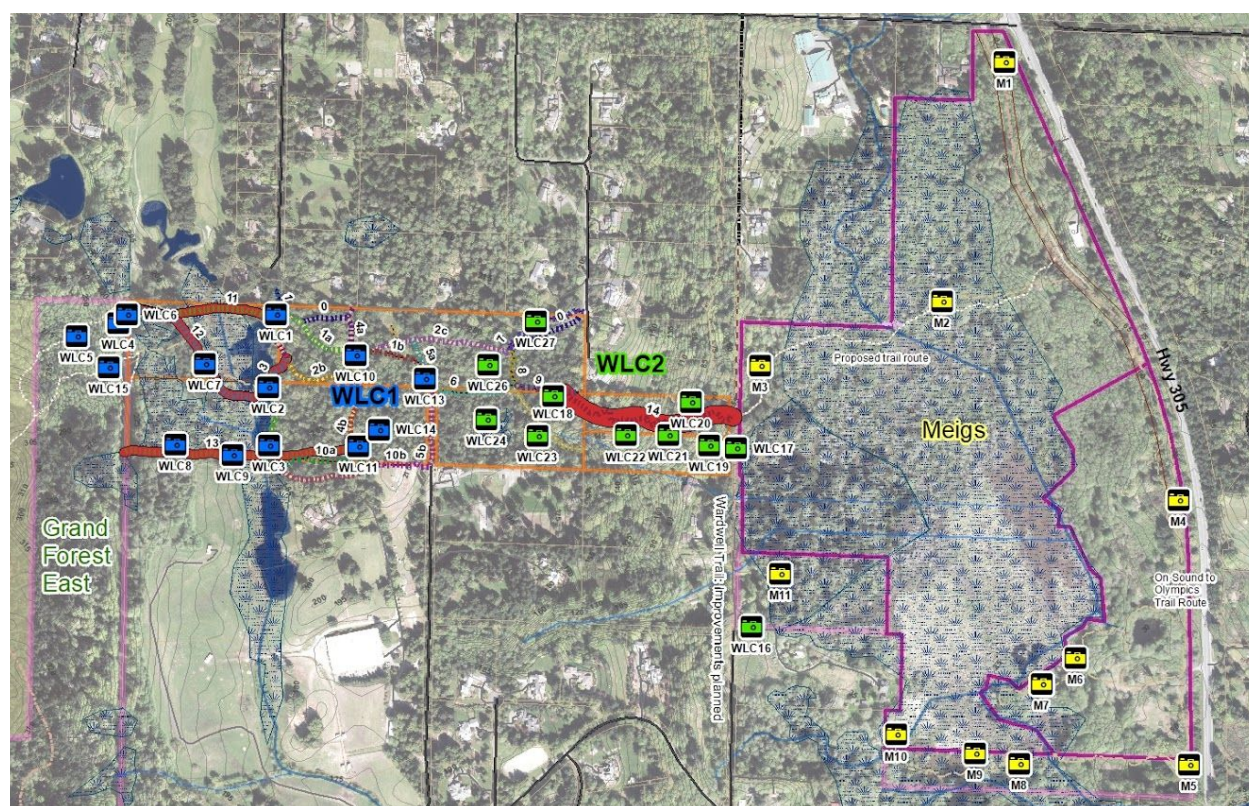 M1
Hwy 305
M2
Proposed trail route
WLC6
WLC4
WLC5
WLC15
11
12
WLC7
WLC1
1
0
1a
4a
2b
3
WLC2
WLC10
1b
2c
5a
WLC13
6
WLC1
7
0
WLC27
WLC26
8
9
WLC18
WLC2
14
WLC20
M3
WLC24
WLC23
WLC22
WLC21
WLC19
WLC17
13
WLC8
WLC9
WLC3
10a
4b
WLC14
WLC11
10b
5b
Meigs
M4
Grand
Forest
East
Wardwell Trail: Improvements planned
M11
WLC16
On Sound to
Olympics
Trail Route
M6
M7
M10
M9
M8
M5
200